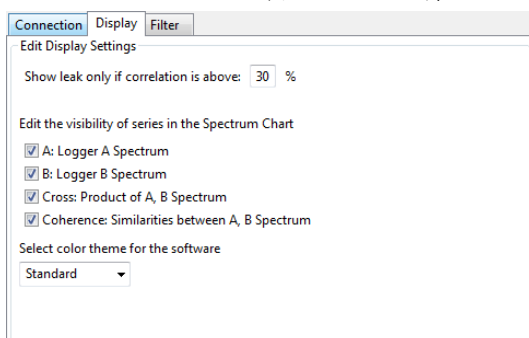 Connection Display Filter
Edit Display Settings
Show leak only if correlation is above: 30 %
Edit the visibility of series in the Spectrum Chart
A: Logger A Spectrum
B: Logger B Spectrum
Cross: Product of A, B Spectrum
Coherence: Similarities between A, B Spectrum
Select color theme for the software
Standard